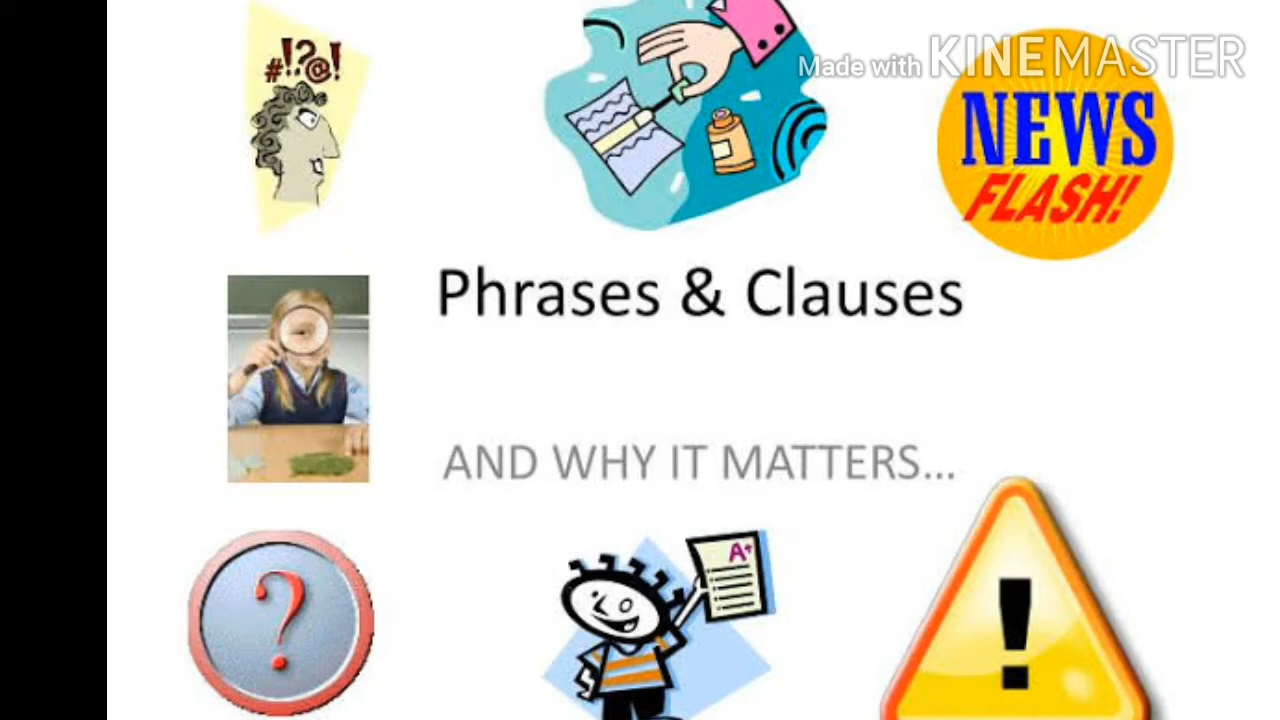 #!?@!
Made with KINEMASTER
NEWS
FLASH!
Phrases & Clauses
AND WHY IT MATTERS...
?
A+
!